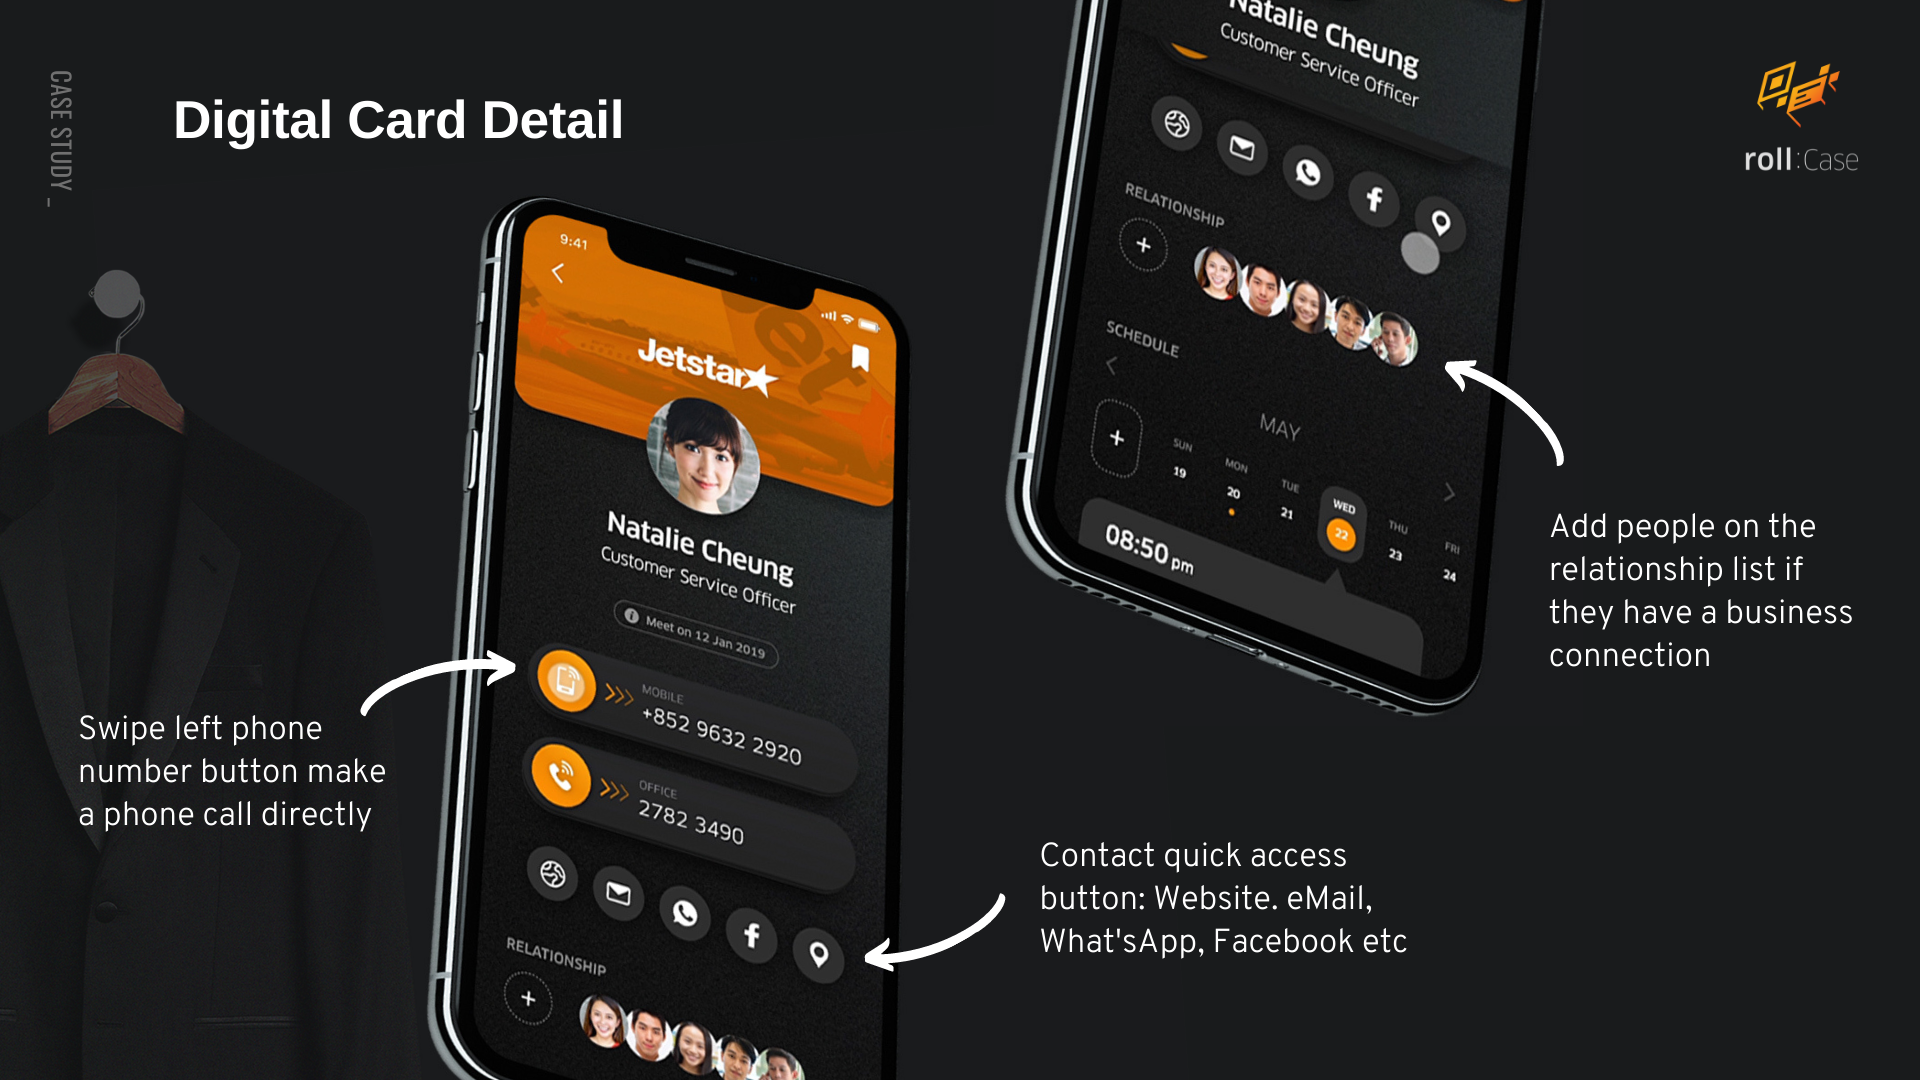 CASE STUDY _
Digital Card Detail
roll:Case
9:41
Jetstar
Natalie Cheung
Customer Service Officer
Meet on 12 Jan 2019
MOBILE
+852 9632 2920
OFFICE
2782 3490
RELATIONSHIP
+
Swipe left phone
number button make
a phone call directly
Natalie Cheung
Customer Service Officer
RELATIONSHIP
+
SCHEDULE
MAY
+
SUN MON TUE WED THU FRI
19 20 21 22 23 24
08:50 pm
Add people on the
relationship list if
they have a business
connection
Contact quick access
button: Website. eMail,
What'sApp, Facebook etc